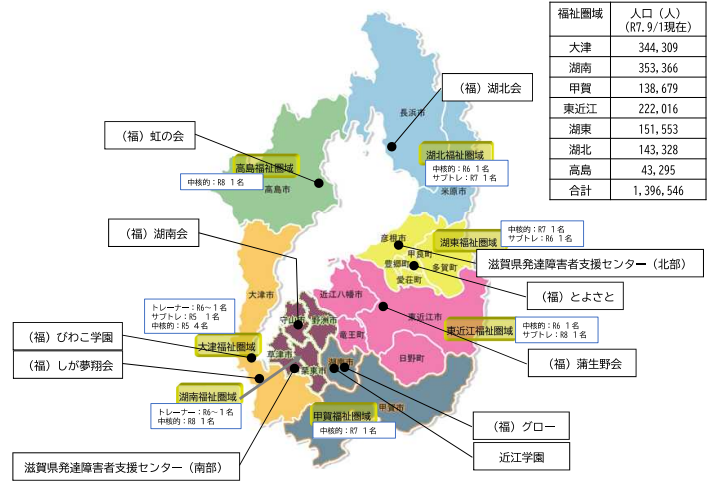 福祉圏域 人口（人）
（R7.9/1現在）
大津 344,309
湖南 353,366
甲賀 138,679
東近江 222,016
湖東 151,553
湖北 143,328
高島 43,295
合計 1,396,546
（福）湖北会
長浜市
（福）虹の会
湖北福祉圏域
中核的：R6 1名
サブトレ：R7 1名
米原市
高島福祉圏域
中核的：R8 1名
高島市
（福）湖南会
中核的：R7 1名
サブトレ：R6 1名
湖東福祉圏域
彦根市
甲良町
豊郷町
多賀町
愛荘町
滋賀県発達障害者支援センター（北部）
（福）とよさと
大津市
近江八幡市
東近江市
トレーナー：R6～1名
サブトレ：R5 1名
中核的：R5 4名
守山市
野洲市
竜王町
東近江福祉圏域
中核的：R6 1名
サブトレ：R8 1名
（福）びわこ学園
大津福祉圏域
草津市
日野町
（福）蒲生野会
（福）しが夢翔会
栗東市
湖南市
湖南福祉圏域
トレーナー：R6～1名
中核的：R8 1名
甲賀福祉圏域
甲賀市
中核的：R7 1名
（福）グロー
近江学園
滋賀県発達障害者支援センター（南部）